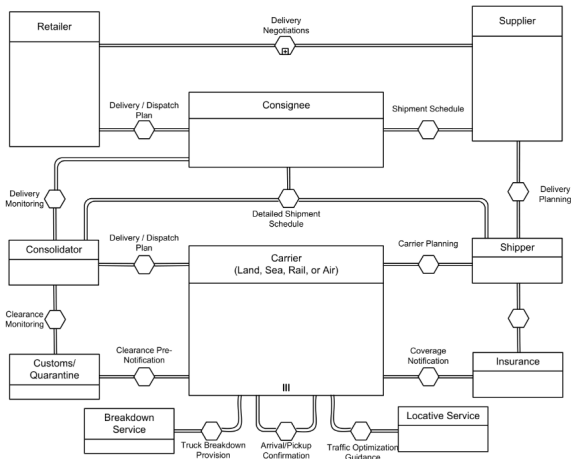 Retailer
Delivery
Negotiations
Supplier
Delivery / Dispatch
Plan
Consignee
Shipment Schedule
Delivery
Monitoring
Detailed Shipment
Schedule
Delivery
Planning
Consolidator
Delivery / Dispatch
Plan
Carrier
(Land, Sea, Rail, or Air)
Carrier Planning
Shipper
Clearance
Monitoring
Customs/
Quarantine
Clearance Pre-
Notification
Coverage
Notification
Insurance
Breakdown
Service
Truck Breakdown
Provision
Arrival/Pickup
Confirmation
Traffic Optimization
Guidance
Locative Service